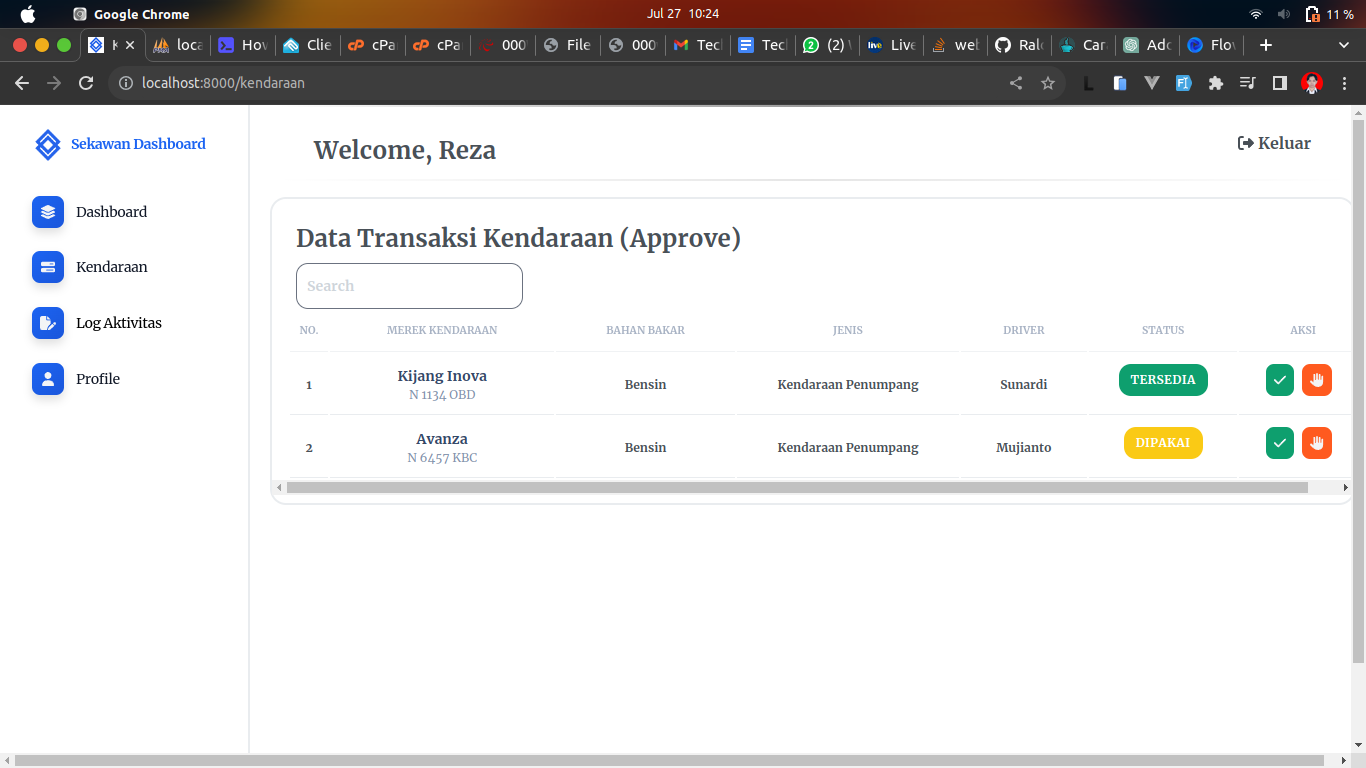 Google Chrome
Jul 27 10:24
11 %
K
loca
Hov
Clie
cPa
cPa
000
File
000
Tec
Tec
(2)
Live
wel
Ralo
Car
Adc
Flo
localhost:8000/kendaraan
Sekawan Dashboard
Dashboard
Kendaraan
Log Aktivitas
Profile
Welcome, Reza
Keluar
Data Transaksi Kendaraan (Approve)
Search
NO. MEREK KENDARAAN BAHAN BAKAR JENIS DRIVER STATUS AKSI
1 Kijang Inova Bensin Kendaraan Penumpang Sunardi TERSEDIA
N 1134 OBD
2 Avanza Bensin Kendaraan Penumpang Mujianto DIPAKAI
N 6457 KBC